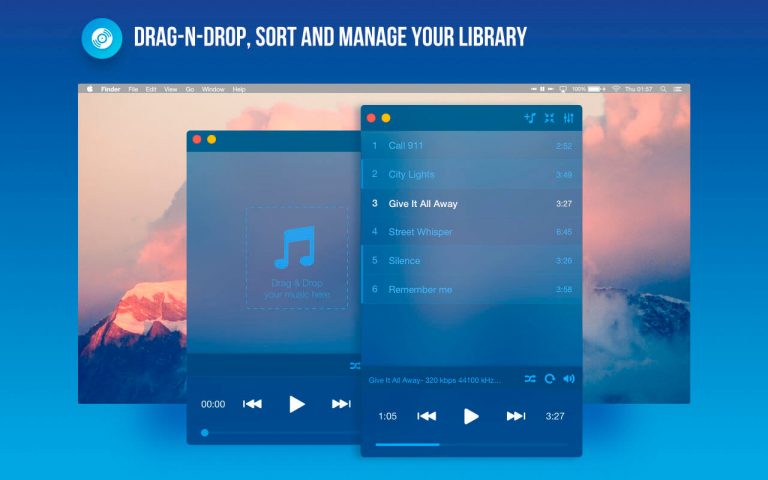 DRAG-N-DROP, SORT AND MANAGE YOUR LIBRARY
Finder File Edit View Go Window Help 100% Thu 01:57
1 Call 911 2:52
2 City Lights 3:49
3 Give It All Away 3:27
4 Street Whisper 6:45
5 Silence 3:26
6 Remember me 3:58
Drag & Drop
your music here
Give It All Away- 320 kbps 44100 kHz...
00:00
1:05 3:27